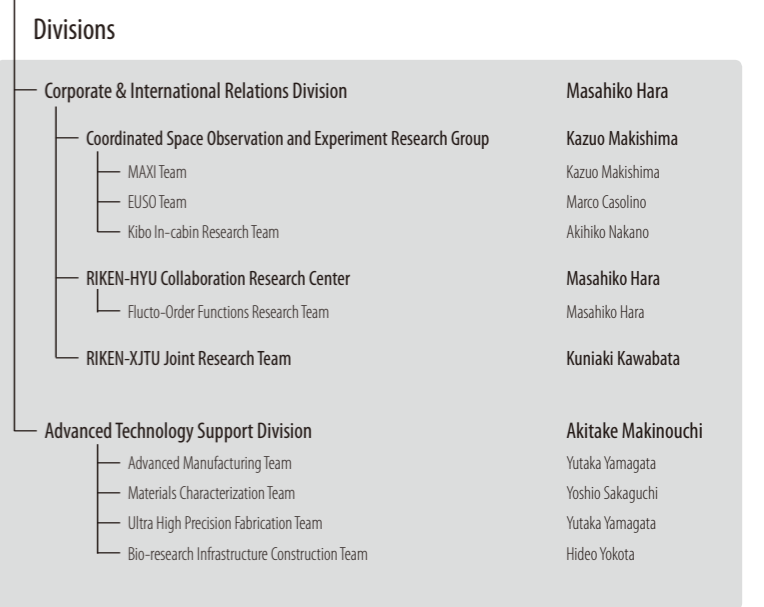 Divisions
Corporate & International Relations Division Masahiko Hara
Coordinated Space Observation and Experiment Research Group Kazuo Makishima
MAXI Team Kazuo Makishima
EUSO Team Marco Casolino
Kibo In-cabin Research Team Akihiko Nakano
RIKEN-HYU Collaboration Research Center Masahiko Hara
Flucto-Order Functions Research Team Masahiko Hara
RIKEN-XJTU Joint Research Team Kuniaki Kawabata
Advanced Technology Support Division Akitake Makinouchi
Advanced Manufacturing Team Yutaka Yamagata
Materials Characterization Team Yoshio Sakaguchi
Ultra High Precision Fabrication Team Yutaka Yamagata
Bio-research Infrastructure Construction Team Hideo Yokota